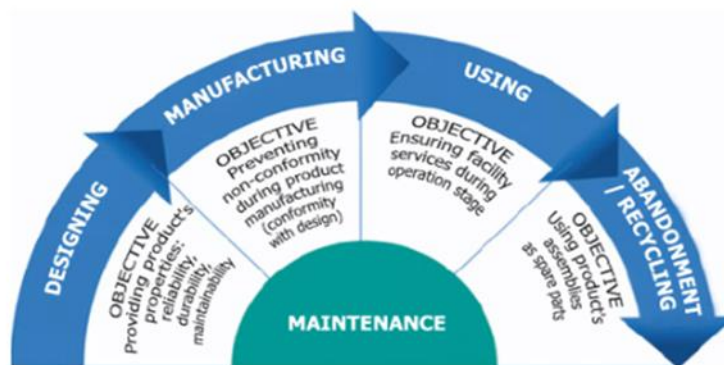 DESIGNING
MANUFACTURING
USING
ABANDONMENT
/ RECYCLING
OBJECTIVE
Providing product's
properties:
reliability,
durability,
maintainability
OBJECTIVE
Preventing
non-conformity
during product
manufacturing
(conformity
with design)
OBJECTIVE
Ensuring facility
services during
operation stage
OBJECTIVE
Using product's
assemblies
as spare parts
MAINTENANCE